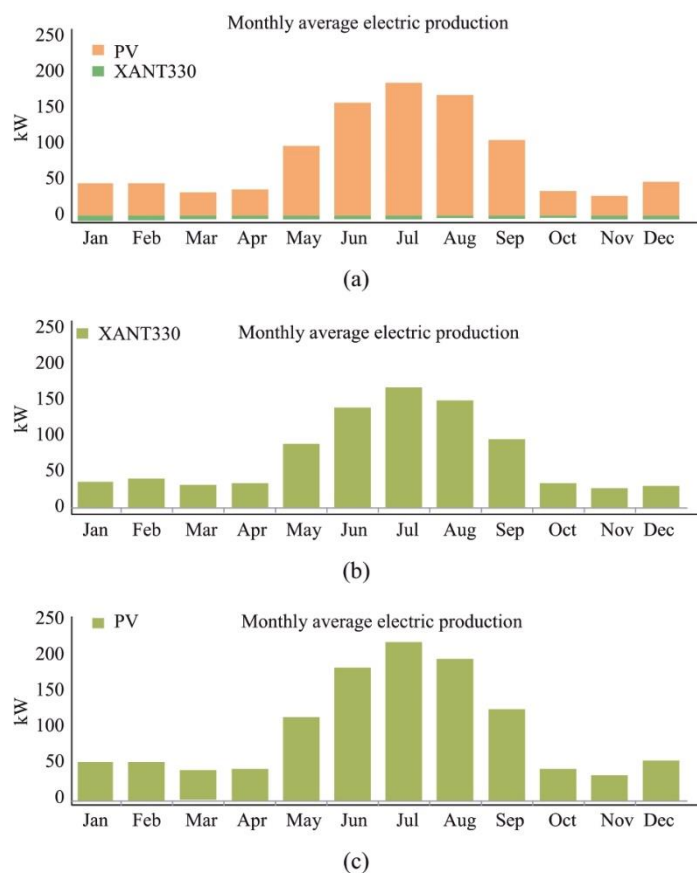 Monthly average electric production
PV
XANT330
250
200
150
100
50
0
kW
Jan Feb Mar Apr May Jun Jul Aug Sep Oct Nov Dec
(a)
Monthly average electric production
XANT330
250
200
150
100
50
0
kW
Jan Feb Mar Apr May Jun Jul Aug Sep Oct Nov Dec
(b)
Monthly average electric production
PV
250
200
150
100
50
0
kW
Jan Feb Mar Apr May Jun Jul Aug Sep Oct Nov Dec
(c)